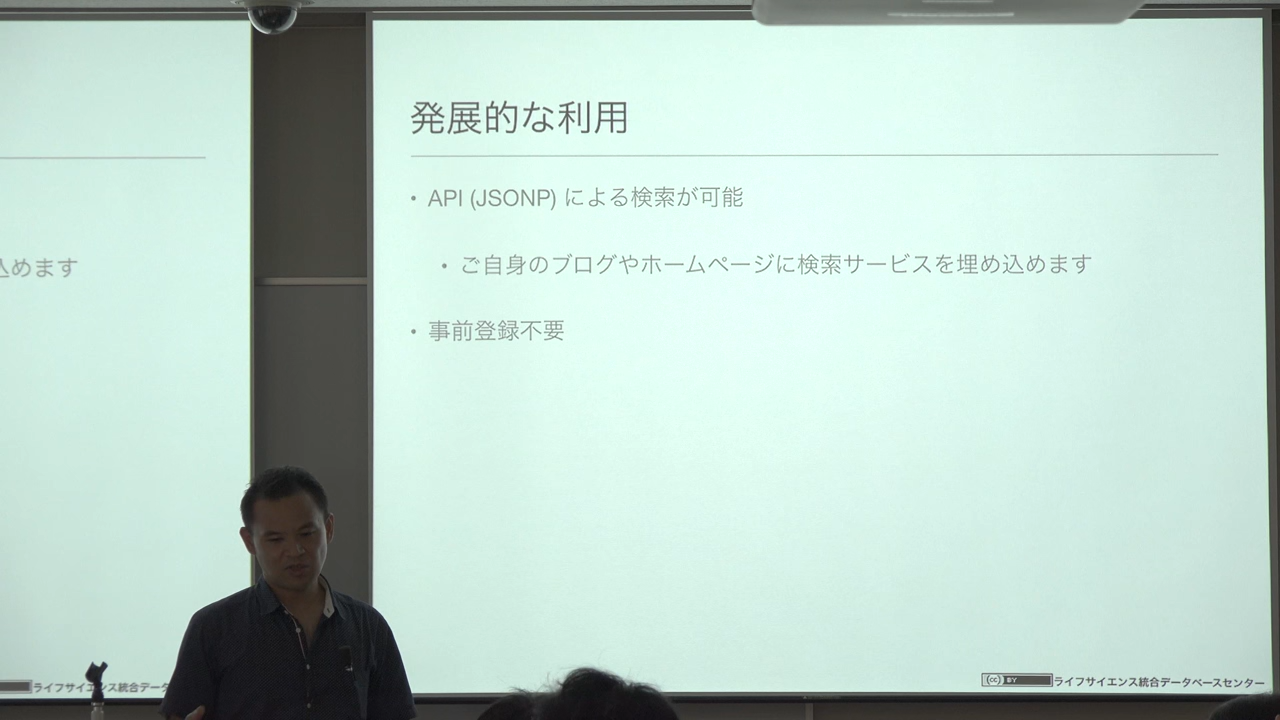 発展的な利用
• API (JSONP) による検索が可能
• ご自身のブログやホームページに検索サービスを埋め込めます
• 事前登録不要
cc BY ライフサイエンス統合データベースセンター
込めます
ライフサイエンス統合データ